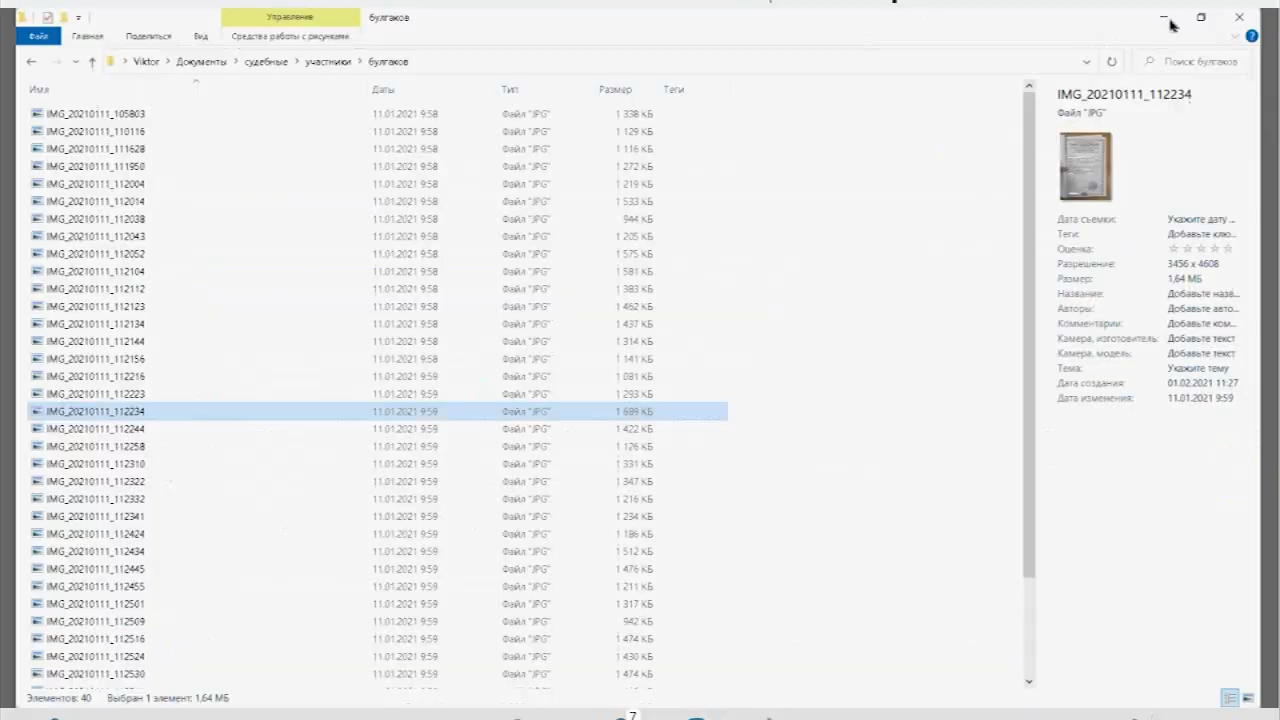 Управление булгаков
Файл Главная Поделиться Вид Средства работы с рисунками
Viktor > Документы > судебные > участники > булгаков Поиск: булгаков
Имя Даты Тип Размер Теги
IMG_20210111_105803 11.01.2021 9:58 Файл "JPG" 1 338 КБ
IMG_20210111_110116 11.01.2021 9:58 Файл "JPG" 1 129 КБ
IMG_20210111_111628 11.01.2021 9:58 Файл "JPG" 1 116 КБ
IMG_20210111_111950 11.01.2021 9:58 Файл "JPG" 1 272 КБ
IMG_20210111_112004 11.01.2021 9:58 Файл "JPG" 1 219 КБ
IMG_20210111_112014 11.01.2021 9:58 Файл "JPG" 1 533 КБ
IMG_20210111_112038 11.01.2021 9:58 Файл "JPG" 944 КБ
IMG_20210111_112043 11.01.2021 9:58 Файл "JPG" 1 205 КБ
IMG_20210111_112052 11.01.2021 9:58 Файл "JPG" 1 575 КБ
IMG_20210111_112104 11.01.2021 9:58 Файл "JPG" 1 581 КБ
IMG_20210111_112112 11.01.2021 9:58 Файл "JPG" 1 383 КБ
IMG_20210111_112123 11.01.2021 9:58 Файл "JPG" 1 462 КБ
IMG_20210111_112134 11.01.2021 9:58 Файл "JPG" 1 437 КБ
IMG_20210111_112144 11.01.2021 9:58 Файл "JPG" 1 314 КБ
IMG_20210111_112156 11.01.2021 9:58 Файл "JPG" 1 141 КБ
IMG_20210111_112216 11.01.2021 9:59 Файл "JPG" 1 081 КБ
IMG_20210111_112223 11.01.2021 9:59 Файл "JPG" 1 293 КБ
IMG_20210111_112234 11.01.2021 9:59 Файл "JPG" 1 689 КБ
IMG_20210111_112244 11.01.2021 9:59 Файл "JPG" 1 422 КБ
IMG_20210111_112258 11.01.2021 9:59 Файл "JPG" 1 126 КБ
IMG_20210111_112310 11.01.2021 9:59 Файл "JPG" 1 331 КБ
IMG_20210111_112322 11.01.2021 9:59 Файл "JPG" 1 347 КБ
IMG_20210111_112332 11.01.2021 9:59 Файл "JPG" 1 216 КБ
IMG_20210111_112341 11.01.2021 9:59 Файл "JPG" 1 234 КБ
IMG_20210111_112424 11.01.2021 9:59 Файл "JPG" 1 186 КБ
IMG_20210111_112434 11.01.2021 9:59 Файл "JPG" 1 512 КБ
IMG_20210111_112445 11.01.2021 9:59 Файл "JPG" 1 476 КБ
IMG_20210111_112455 11.01.2021 9:59 Файл "JPG" 1 211 КБ
IMG_20210111_112501 11.01.2021 9:59 Файл "JPG" 1 317 КБ
IMG_20210111_112509 11.01.2021 9:59 Файл "JPG" 942 КБ
IMG_20210111_112516 11.01.2021 9:59 Файл "JPG" 1 474 КБ
IMG_20210111_112524 11.01.2021 9:59 Файл "JPG" 1 430 КБ
IMG_20210111_112530 11.01.2021 9:59 Файл "JPG" 1 474 КБ
IMG_20210111_112234
Файл "JPG"
Дата съемки: Укажите дату ...
Теги: Добавьте клю...
Оценка:
Разрешение: 3456 x 4608
Размер: 1,64 МБ
Название: Добавьте назв...
Авторы: Добавьте авто...
Комментарии: Добавьте ком...
Камера, изготовитель: Добавьте текст
Камера, модель: Добавьте текст
Тема: Укажите тему
Дата создания: 01.02.2021 11:27
Дата изменения: 11.01.2021 9:59
Элементов: 40 Выбран 1 элемент: 1,64 МБ
7